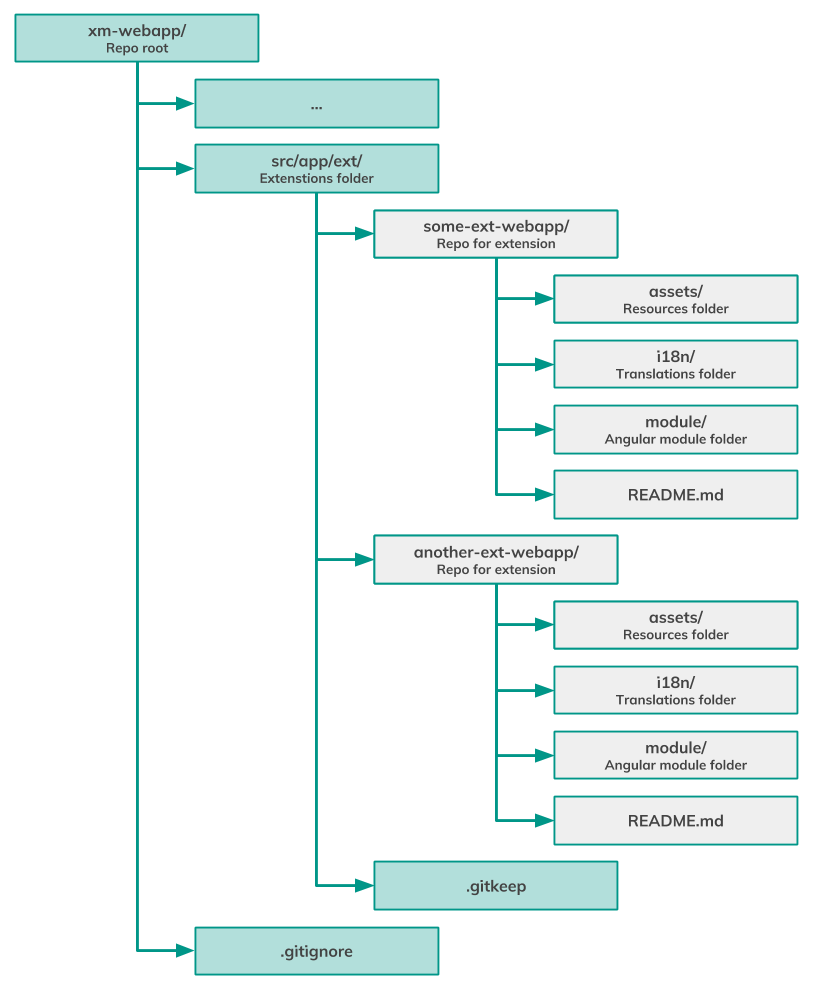 xm-webapp/
Repo root
...
src/app/ext/
Extenstions folder
some-ext-webapp/
Repo for extension
assets/
Resources folder
i18n/
Translations folder
module/
Angular module folder
README.md
another-ext-webapp/
Repo for extension
assets/
Resources folder
i18n/
Translations folder
module/
Angular module folder
README.md
.gitkeep
.gitignore